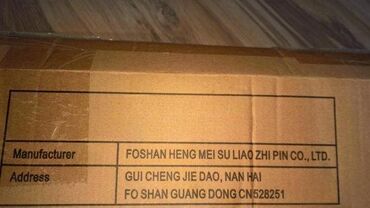 Manufacturer FOSHAN HENG MEI SU LIAO ZHI PIN CO., LTD.
Address GUI CHENG JIE DAO, NAN HAI
FO SHAN GUANG DONG CN528251